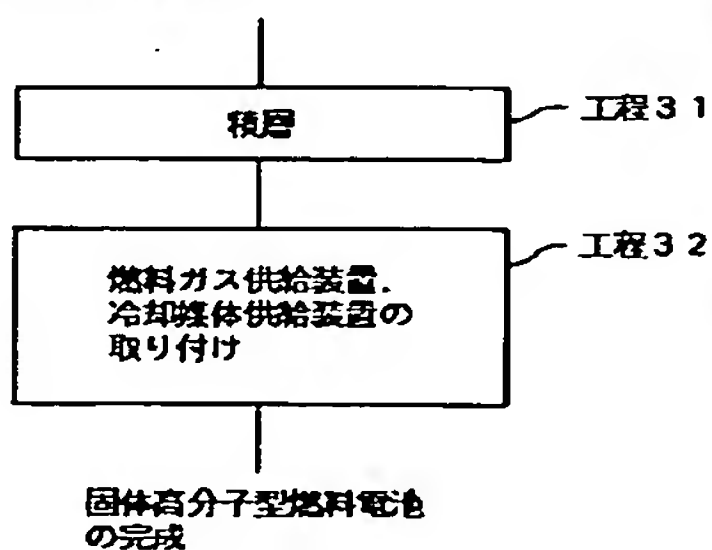 積層
工程31
工程32
燃料ガス供給装置,
冷却媒体供給装置の
取り付け
固体高分子型燃料電池
の完成